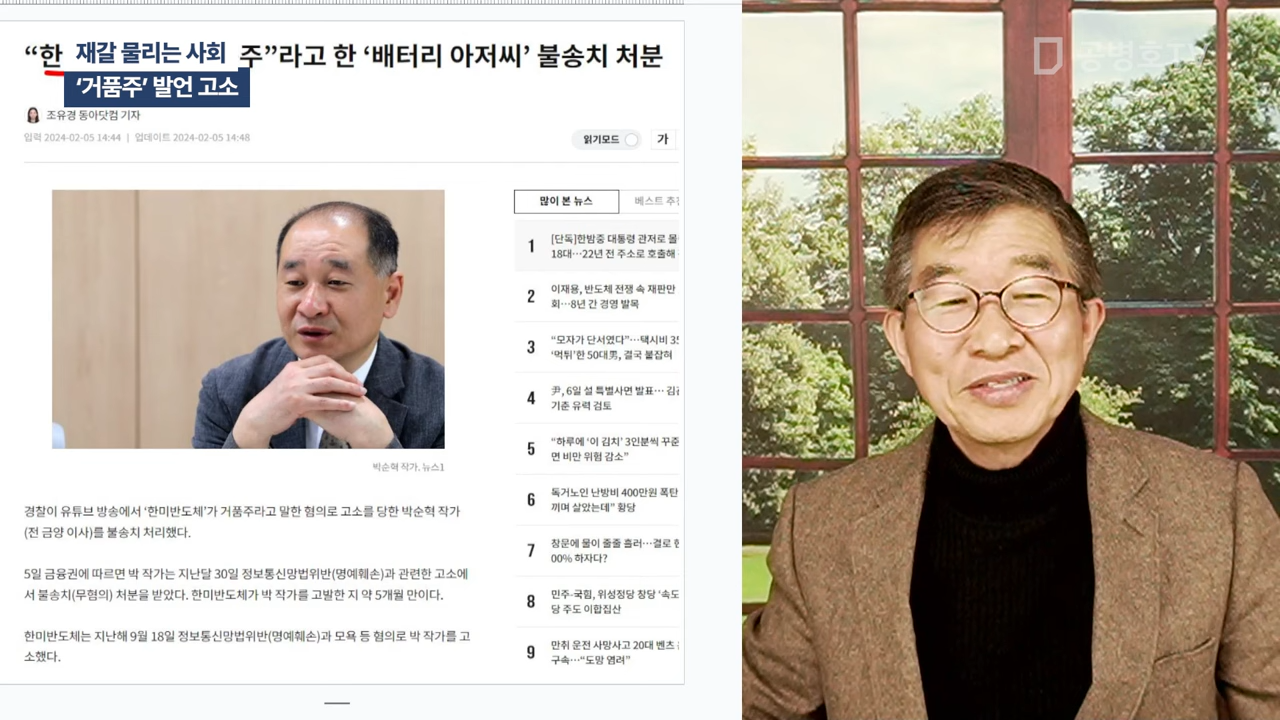 “한
재갈 물리는 사회
주”라고 한 ‘배터리 아저씨’ 불송치 처분
‘거품주’ 발언 고소
조유경 동아닷컴 기자
입력 2024-02-05 14:44 | 업데이트 2024-02-05 14:48
읽기모드
가
박순혁 작가. 뉴스1
경찰이 유튜브 방송에서 ‘한미반도체’가 거품주라고 말한 혐의로 고소를 당한 박순혁 작가
(전 금양 이사)를 불송치 처리했다.
5일 금융권에 따르면 박 작가는 지난달 30일 정보통신망법위반(명예훼손)과 관련한 고소에
서 불송치(무혐의) 처분을 받았다. 한미반도체가 박 작가를 고발한 지 약 5개월 만이다.
한미반도체는 지난해 9월 18일 정보통신망법위반(명예훼손)과 모욕 등 혐의로 박 작가를 고
소했다.
많이 본 뉴스
베스트 추
1
[단독]한밤중 대통령 관저로 몰
18대…22년 전 주소로 호출해
2
이재용, 반도체 전쟁 속 재판만
회…8년 간 경영 발목
3
“모자가 단서였다”…택시비 35
‘먹튀’한 50대男, 결국 붙잡혀
4
尹, 6일 설 특별사면 발표… 김관
기춘 유력 검토
5
“하루에 ‘이 김치’ 3인분씩 꾸준
면 비만 위험 감소”
6
독거노인 난방비 400만원 폭탄
끼며 살았는데” 황당
7
창문에 물이 줄줄 흘러…결로 한
00% 하자다?
8
민주·국힘, 위성정당 창당 ‘속도
당 주도 이합집산
9
만취 운전 사망사고 20대 벤츠
구속…“도망 염려”
공병호TV